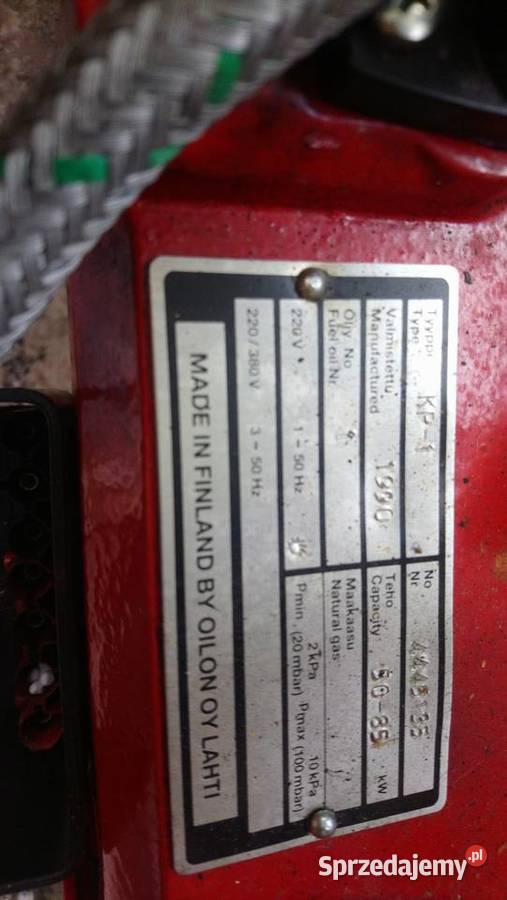 Tyyppi
Type
KP-1
No
Nr
Valmistettu
Manufactured
1990
Teho
Capacity
50-85 kW
Öljy No
Fuel oil Nr
Maakaasu
Natural gas
220V 1 ~ 50 Hz
2 kPa 10 kPa
Pmin. (20 mbar) Pmax (100 mbar)
220/380V 3 ~ 50 Hz
MADE IN FINLAND BY OILON OY LAHTI
Sprzedajemy.pl